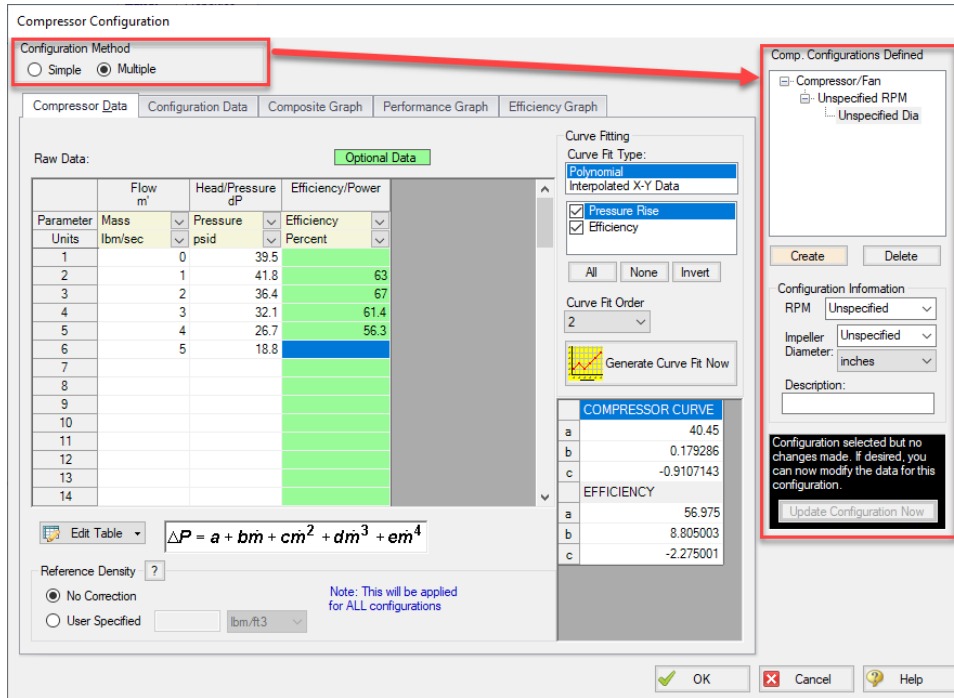 Compressor Configuration
Configuration Method
Simple Multiple
Compressor Data Configuration Data Composite Graph Performance Graph Efficiency Graph
Raw Data:
Optional Data
Flow Head/Pressure Efficiency/Power
m' dP
Parameter Mass Pressure Efficiency
Units lbm/sec psid Percent
1 0 39.5
2 1 41.8 63
3 2 36.4 67
4 3 32.1 61.4
5 4 26.7 56.3
6 5 18.8
7
8
9
10
11
12
13
14
Edit Table
ΔP = a + bṁ + cṁ² + dṁ³ + eṁ⁴
Reference Density ?
No Correction
User Specified lbm/ft3
Note: This will be applied
for ALL configurations
Curve Fitting
Curve Fit Type:
Polynomial
Interpolated X-Y Data
Pressure Rise
Efficiency
All None Invert
Curve Fit Order
2
Generate Curve Fit Now
COMPRESSOR CURVE
a 40.45
b 0.179286
c -0.9107143
EFFICIENCY
a 56.975
b 8.805003
c -2.275001
Comp. Configurations Defined
Compressor/Fan
Unspecified RPM
Unspecified Dia
Create Delete
Configuration Information
RPM Unspecified
Impeller Unspecified
Diameter: inches
Description:
Configuration selected but no
changes made. If desired, you
can now modify the data for this
configuration.
Update Configuration Now
OK Cancel Help